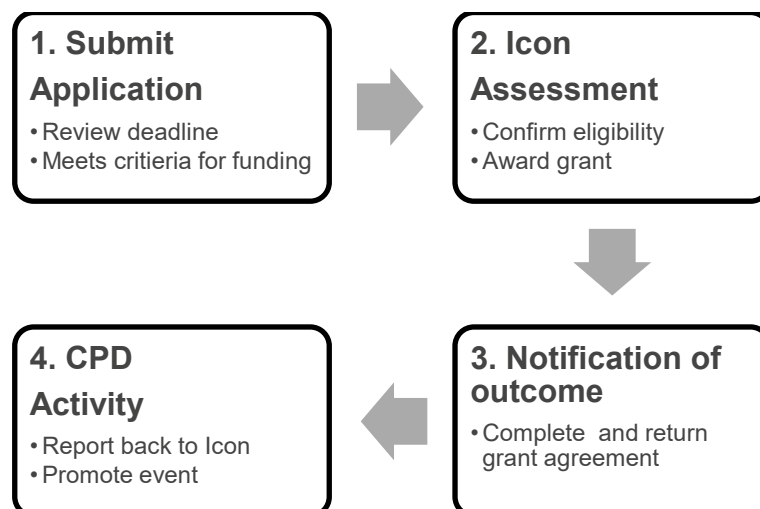 1. Submit
Application
• Review deadline
• Meets critieria for funding
2. Icon
Assessment
• Confirm eligibility
• Award grant
3. Notification of
outcome
• Complete and return
grant agreement
4. CPD
Activity
• Report back to Icon
• Promote event